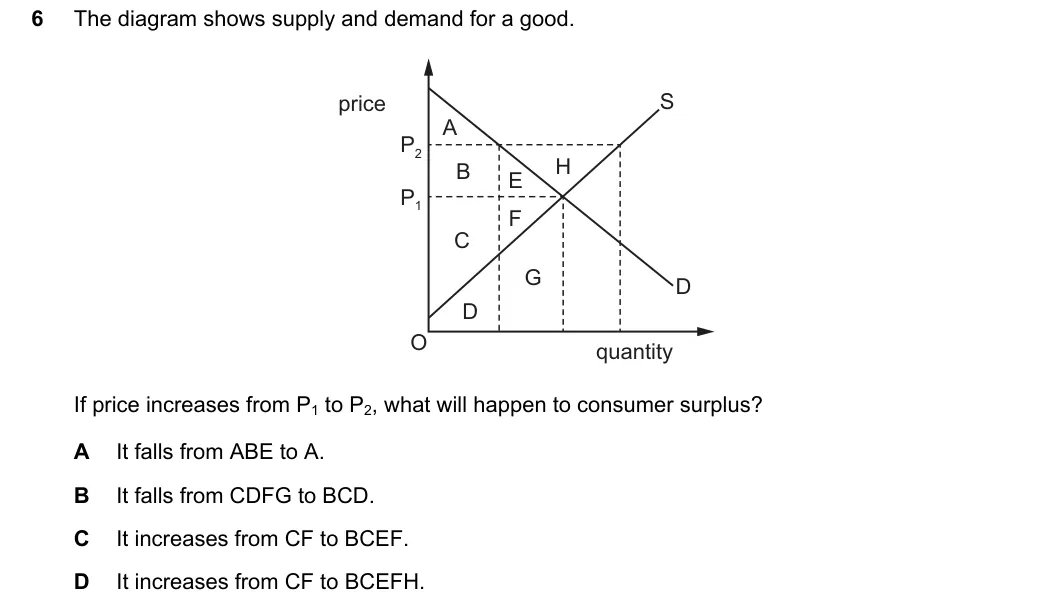 6 The diagram shows supply and demand for a good.
price
S
A
P₂
B
E
H
P₁
F
C
G
D
D
O
quantity
If price increases from P₁ to P₂, what will happen to consumer surplus?
A It falls from ABE to A.
B It falls from CDFG to BCD.
C It increases from CF to BCEF.
D It increases from CF to BCEFH.